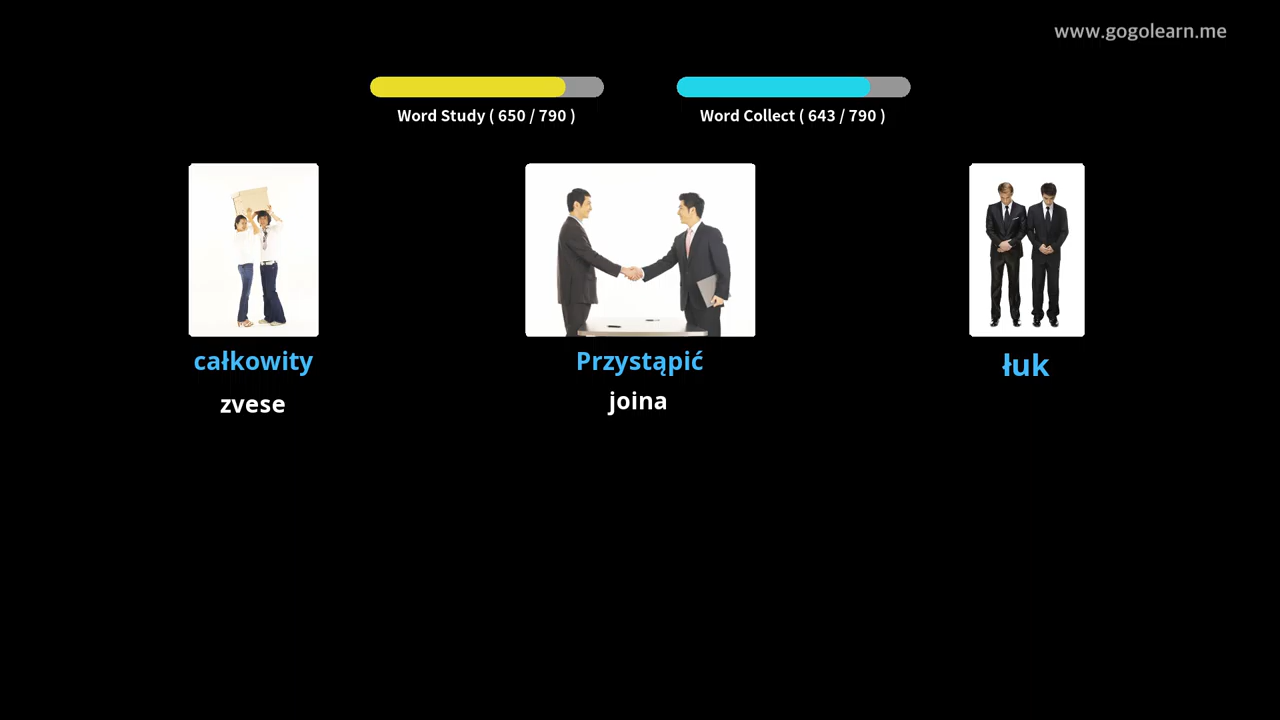 www.gogolearn.me
Word Study ( 650 / 790 )
Word Collect ( 643 / 790 )
całkowity
Przystąpić
łuk
zvese
joina